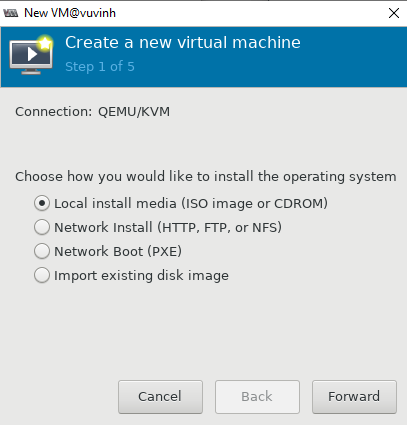 New VM@vuvinh
Create a new virtual machine
Step 1 of 5
Connection: QEMU/KVM
Choose how you would like to install the operating system
Local install media (ISO image or CDROM)
Network Install (HTTP, FTP, or NFS)
Network Boot (PXE)
Import existing disk image
Cancel Back Forward